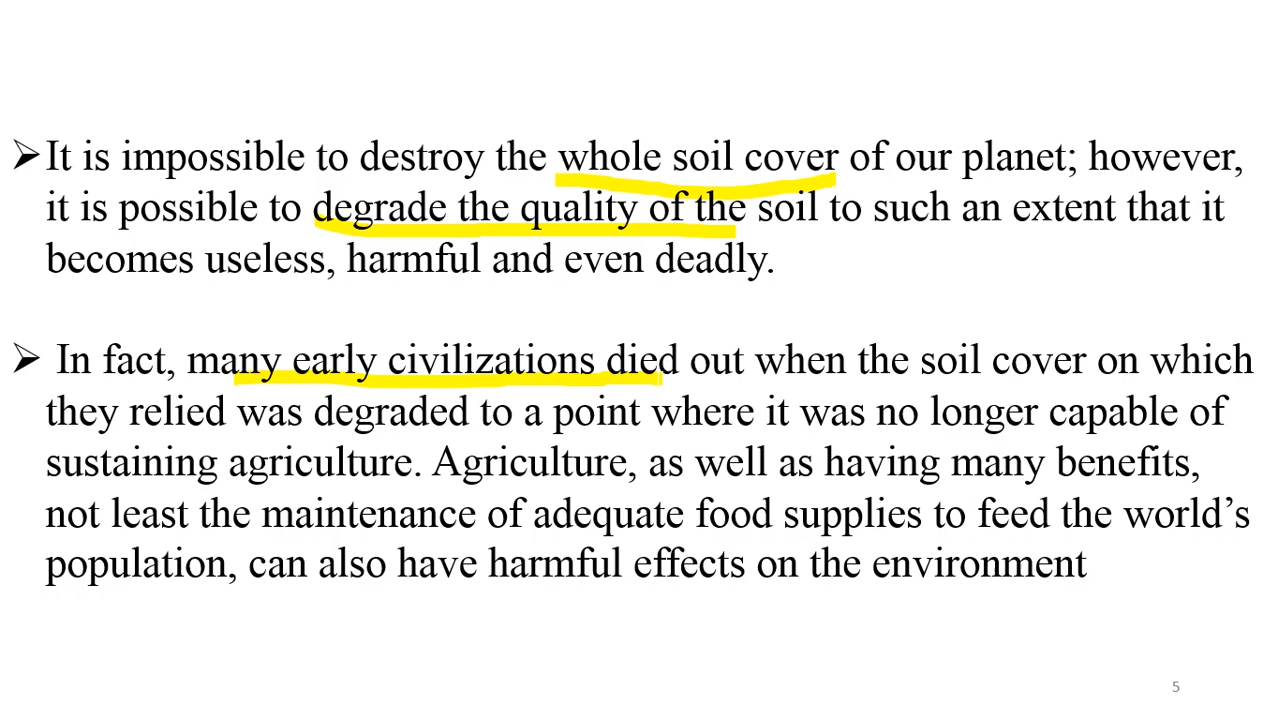 ➢It is impossible to destroy the whole soil cover of our planet; however,
it is possible to degrade the quality of the soil to such an extent that it
becomes useless, harmful and even deadly.
➢ In fact, many early civilizations died out when the soil cover on which
they relied was degraded to a point where it was no longer capable of
sustaining agriculture. Agriculture, as well as having many benefits,
not least the maintenance of adequate food supplies to feed the world’s
population, can also have harmful effects on the environment
5